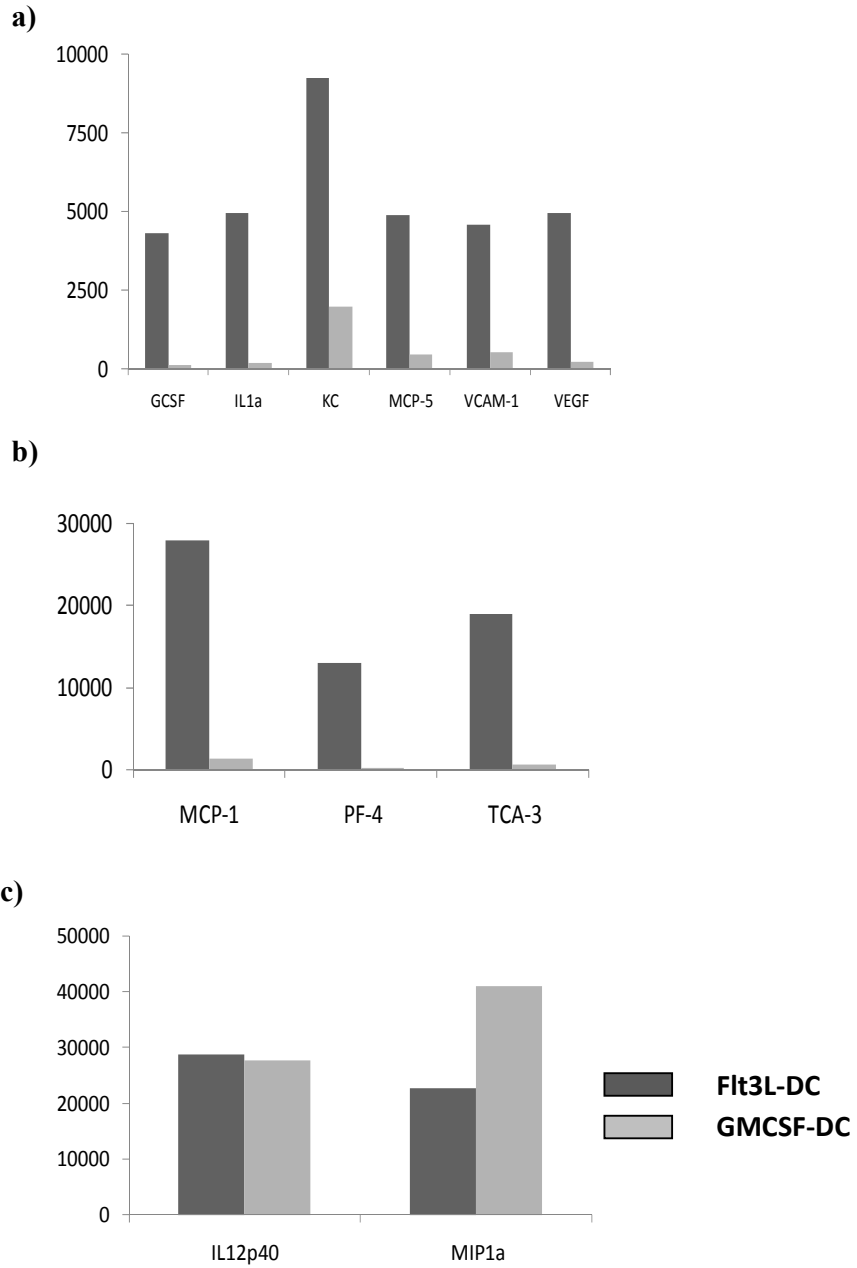 a)
10000
7500
5000
2500
0
GCSF IL1a KC MCP-5 VCAM-1 VEGF
b)
30000
20000
10000
0
MCP-1 PF-4 TCA-3
c)
50000
40000
30000
20000
10000
0
IL12p40 MIP1a
Flt3L-DC
GMCSF-DC